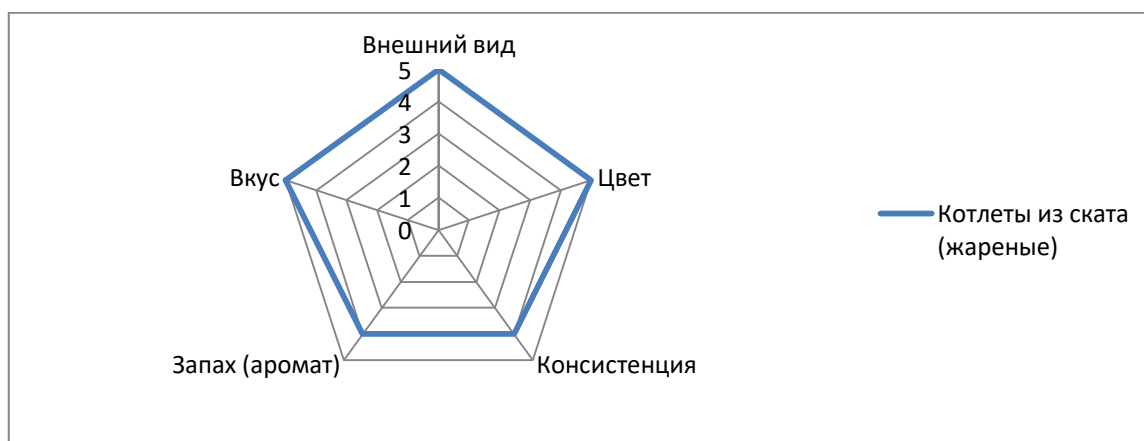 Внешний вид
5
4
3
2
1
0
Вкус
Цвет
Запах (аромат)
Консистенция
Котлеты из ската
(жареные)